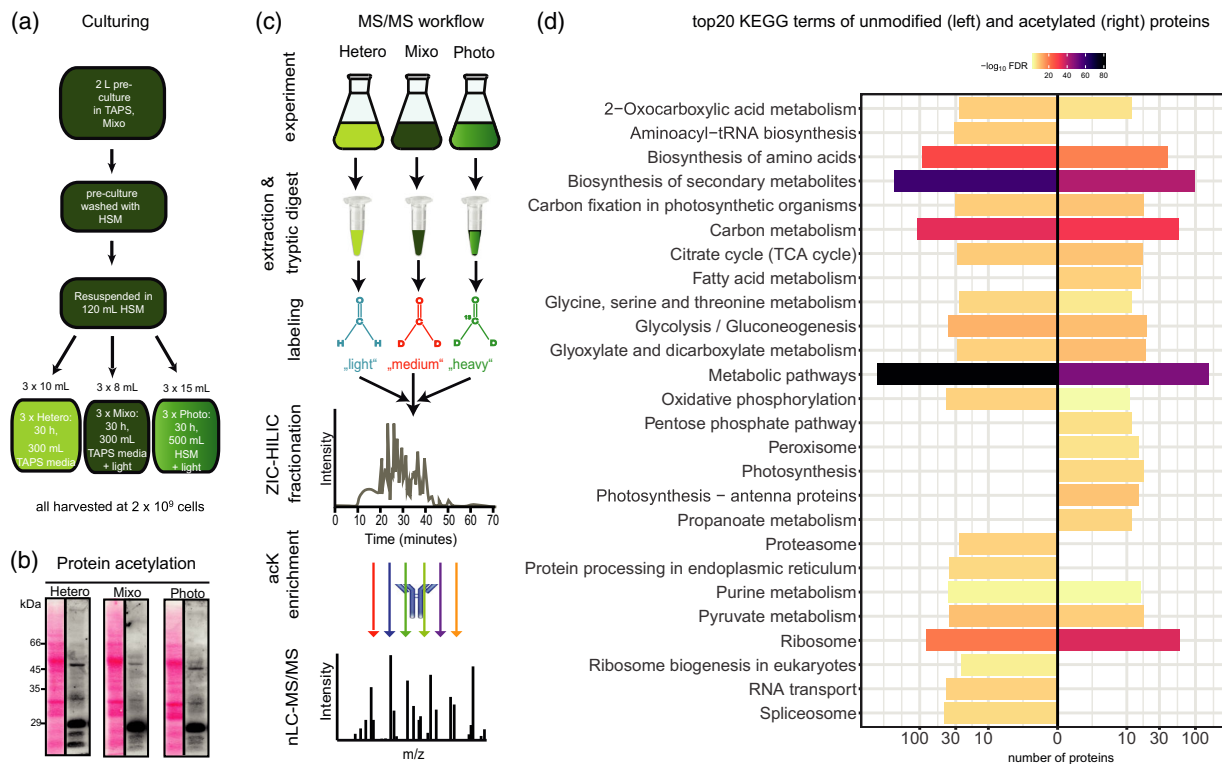 (a)
Culturing
2 L pre-
culture
in TAPS,
Mixo
pre-culture
washed with
HSM
Resuspended in
120 mL HSM
3 x 10 mL
3 x 8 mL
3 x 15 mL
3 x Hetero:
30 h,
300 mL
TAPS media
3 x Mixo:
30 h,
300 mL
TAPS media
+ light
3 x Photo:
30 h,
500 mL
HSM
+ light
all harvested at 2 x 10⁹ cells
(b)
Protein acetylation
Hetero
Mixo
Photo
kDa
66
45
35
29
(c)
MS/MS workflow
Hetero
Mixo
Photo
experiment
extraction &
tryptic digest
labeling
O
C
H
H
O
C
D
D
O
¹³C
D
D
„light“
„medium“
„heavy“
ZIC-HILIC
fractionation
Intensity
0 10 20 30 40 50 60 70
Time (minutes)
acK
enrichment
nLC-MS/MS
Intensity
m/z
(d)
top20 KEGG terms of unmodified (left) and acetylated (right) proteins
−log₁₀ FDR
20 40 60 80
2−Oxocarboxylic acid metabolism
Aminoacyl−tRNA biosynthesis
Biosynthesis of amino acids
Biosynthesis of secondary metabolites
Carbon fixation in photosynthetic organisms
Carbon metabolism
Citrate cycle (TCA cycle)
Fatty acid metabolism
Glycine, serine and threonine metabolism
Glycolysis / Gluconeogenesis
Glyoxylate and dicarboxylate metabolism
Metabolic pathways
Oxidative phosphorylation
Pentose phosphate pathway
Peroxisome
Photosynthesis
Photosynthesis − antenna proteins
Propanoate metabolism
Proteasome
Protein processing in endoplasmic reticulum
Purine metabolism
Pyruvate metabolism
Ribosome
Ribosome biogenesis in eukaryotes
RNA transport
Spliceosome
100 30 10 0 10 30 100
number of proteins